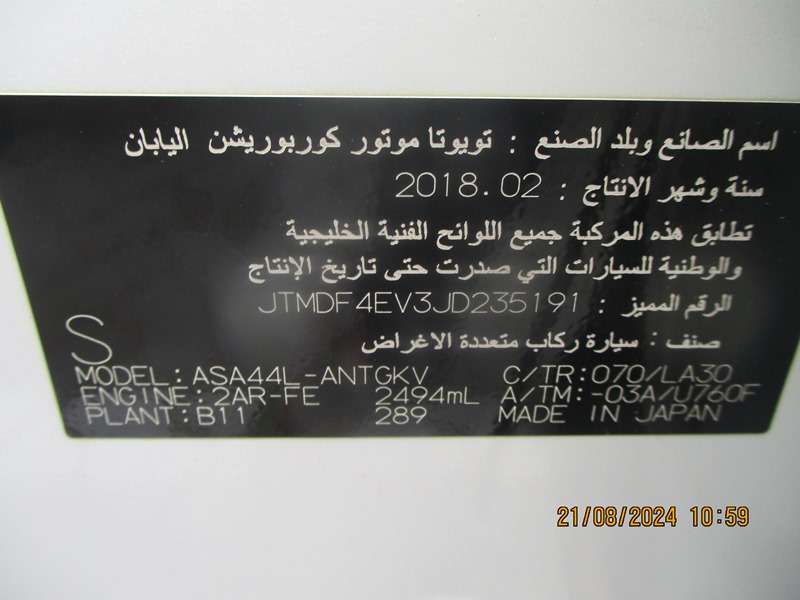 اسم الصانع وبلد الصنع : تويوتا موتور كوربوريشن اليابان
سنة وشهر الانتاج : 2018.02
تطابق هذه المركبة جميع اللوائح الفنية الخليجية
والوطنية للسيارات التي صدرت حتى تاريخ الإنتاج
الرقم المميز : JTMDF4EV3JD235191
صنف : سيارة ركاب متعددة الاغراض
S
MODEL:ASA44L-ANTGKV C/TR:070/LA30
ENGINE:2AR-FE 2494mL A/TM:-03A/U760F
PLANT:B11 289 MADE IN JAPAN
21/08/2024 10:59